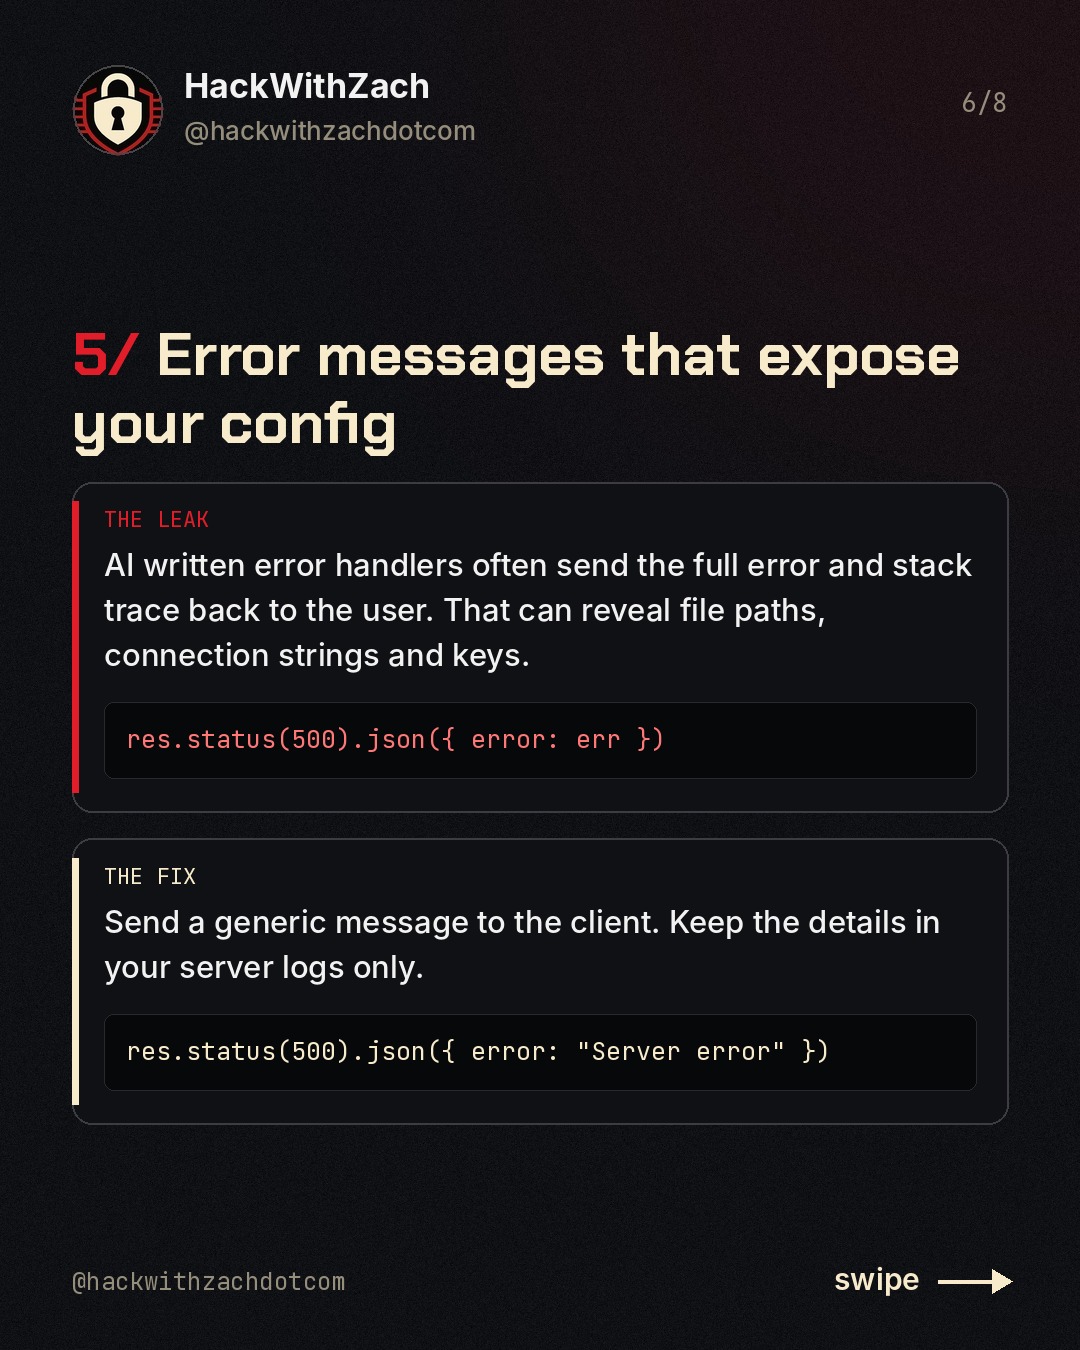 HackWithZach
@hackwithzachdotcom
6/8
5/ Error messages that expose
your config
THE LEAK
AI written error handlers often send the full error and stack
trace back to the user. That can reveal file paths,
connection strings and keys.
res.status(500).json({ error: err })
THE FIX
Send a generic message to the client. Keep the details in
your server logs only.
res.status(500).json({ error: "Server error" })
@hackwithzachdotcom
swipe